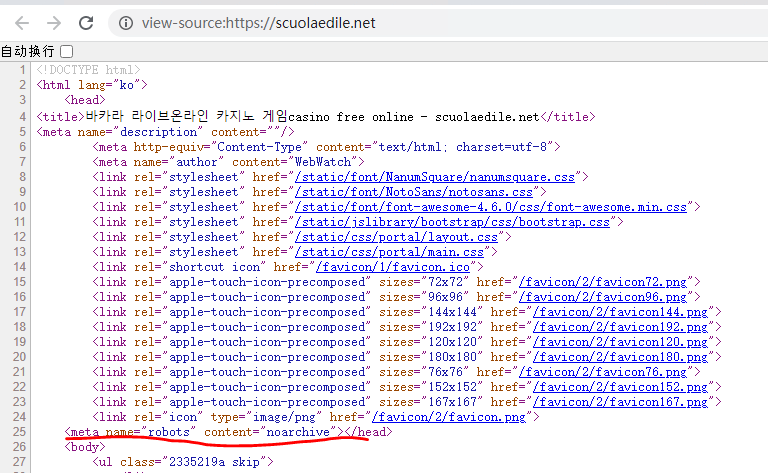 view-source:https://scuolaedile.net
自动换行
1 <!DOCTYPE html>
2 <html lang="ko">
3 <head>
4 <title>바카라 라이브온라인 카지노 게임casino free online - scuolaedile.net</title>
5 <meta name="description" content=""/>
6 <meta http-equiv="Content-Type" content="text/html; charset=utf-8">
7 <meta name="author" content="WebWatch">
8 <link rel="stylesheet" href="/static/font/NanumSquare/nanumsquare.css">
9 <link rel="stylesheet" href="/static/font/NotoSans/notosans.css">
10 <link rel="stylesheet" href="/static/font/font-awesome-4.6.0/css/font-awesome.min.css">
11 <link rel="stylesheet" href="/static/jslibrary/bootstrap/css/bootstrap.css">
12 <link rel="stylesheet" href="/static/css/portal/layout.css">
13 <link rel="stylesheet" href="/static/css/portal/main.css">
14 <link rel="shortcut icon" href="/favicon/1/favicon.ico">
15 <link rel="apple-touch-icon-precomposed" sizes="72x72" href="/favicon/2/favicon72.png">
16 <link rel="apple-touch-icon-precomposed" sizes="96x96" href="/favicon/2/favicon96.png">
17 <link rel="apple-touch-icon-precomposed" sizes="144x144" href="/favicon/2/favicon144.png">
18 <link rel="apple-touch-icon-precomposed" sizes="192x192" href="/favicon/2/favicon192.png">
19 <link rel="apple-touch-icon-precomposed" sizes="120x120" href="/favicon/2/favicon120.png">
20 <link rel="apple-touch-icon-precomposed" sizes="180x180" href="/favicon/2/favicon180.png">
21 <link rel="apple-touch-icon-precomposed" sizes="76x76" href="/favicon/2/favicon76.png">
22 <link rel="apple-touch-icon-precomposed" sizes="152x152" href="/favicon/2/favicon152.png">
23 <link rel="apple-touch-icon-precomposed" sizes="167x167" href="/favicon/2/favicon167.png">
24 <link rel="icon" type="image/png" href="/favicon/2/favicon.png">
25 <meta name="robots" content="noarchive"></head>
26 <body>
27 <ul class="2335219a skip">